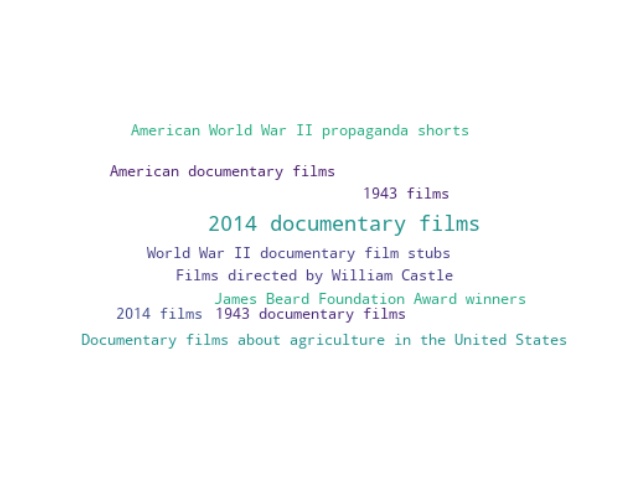 American World War II propaganda shorts
American documentary films
1943 films
2014 documentary films
World War II documentary film stubs
Films directed by William Castle
James Beard Foundation Award winners
2014 films 1943 documentary films
Documentary films about agriculture in the United States